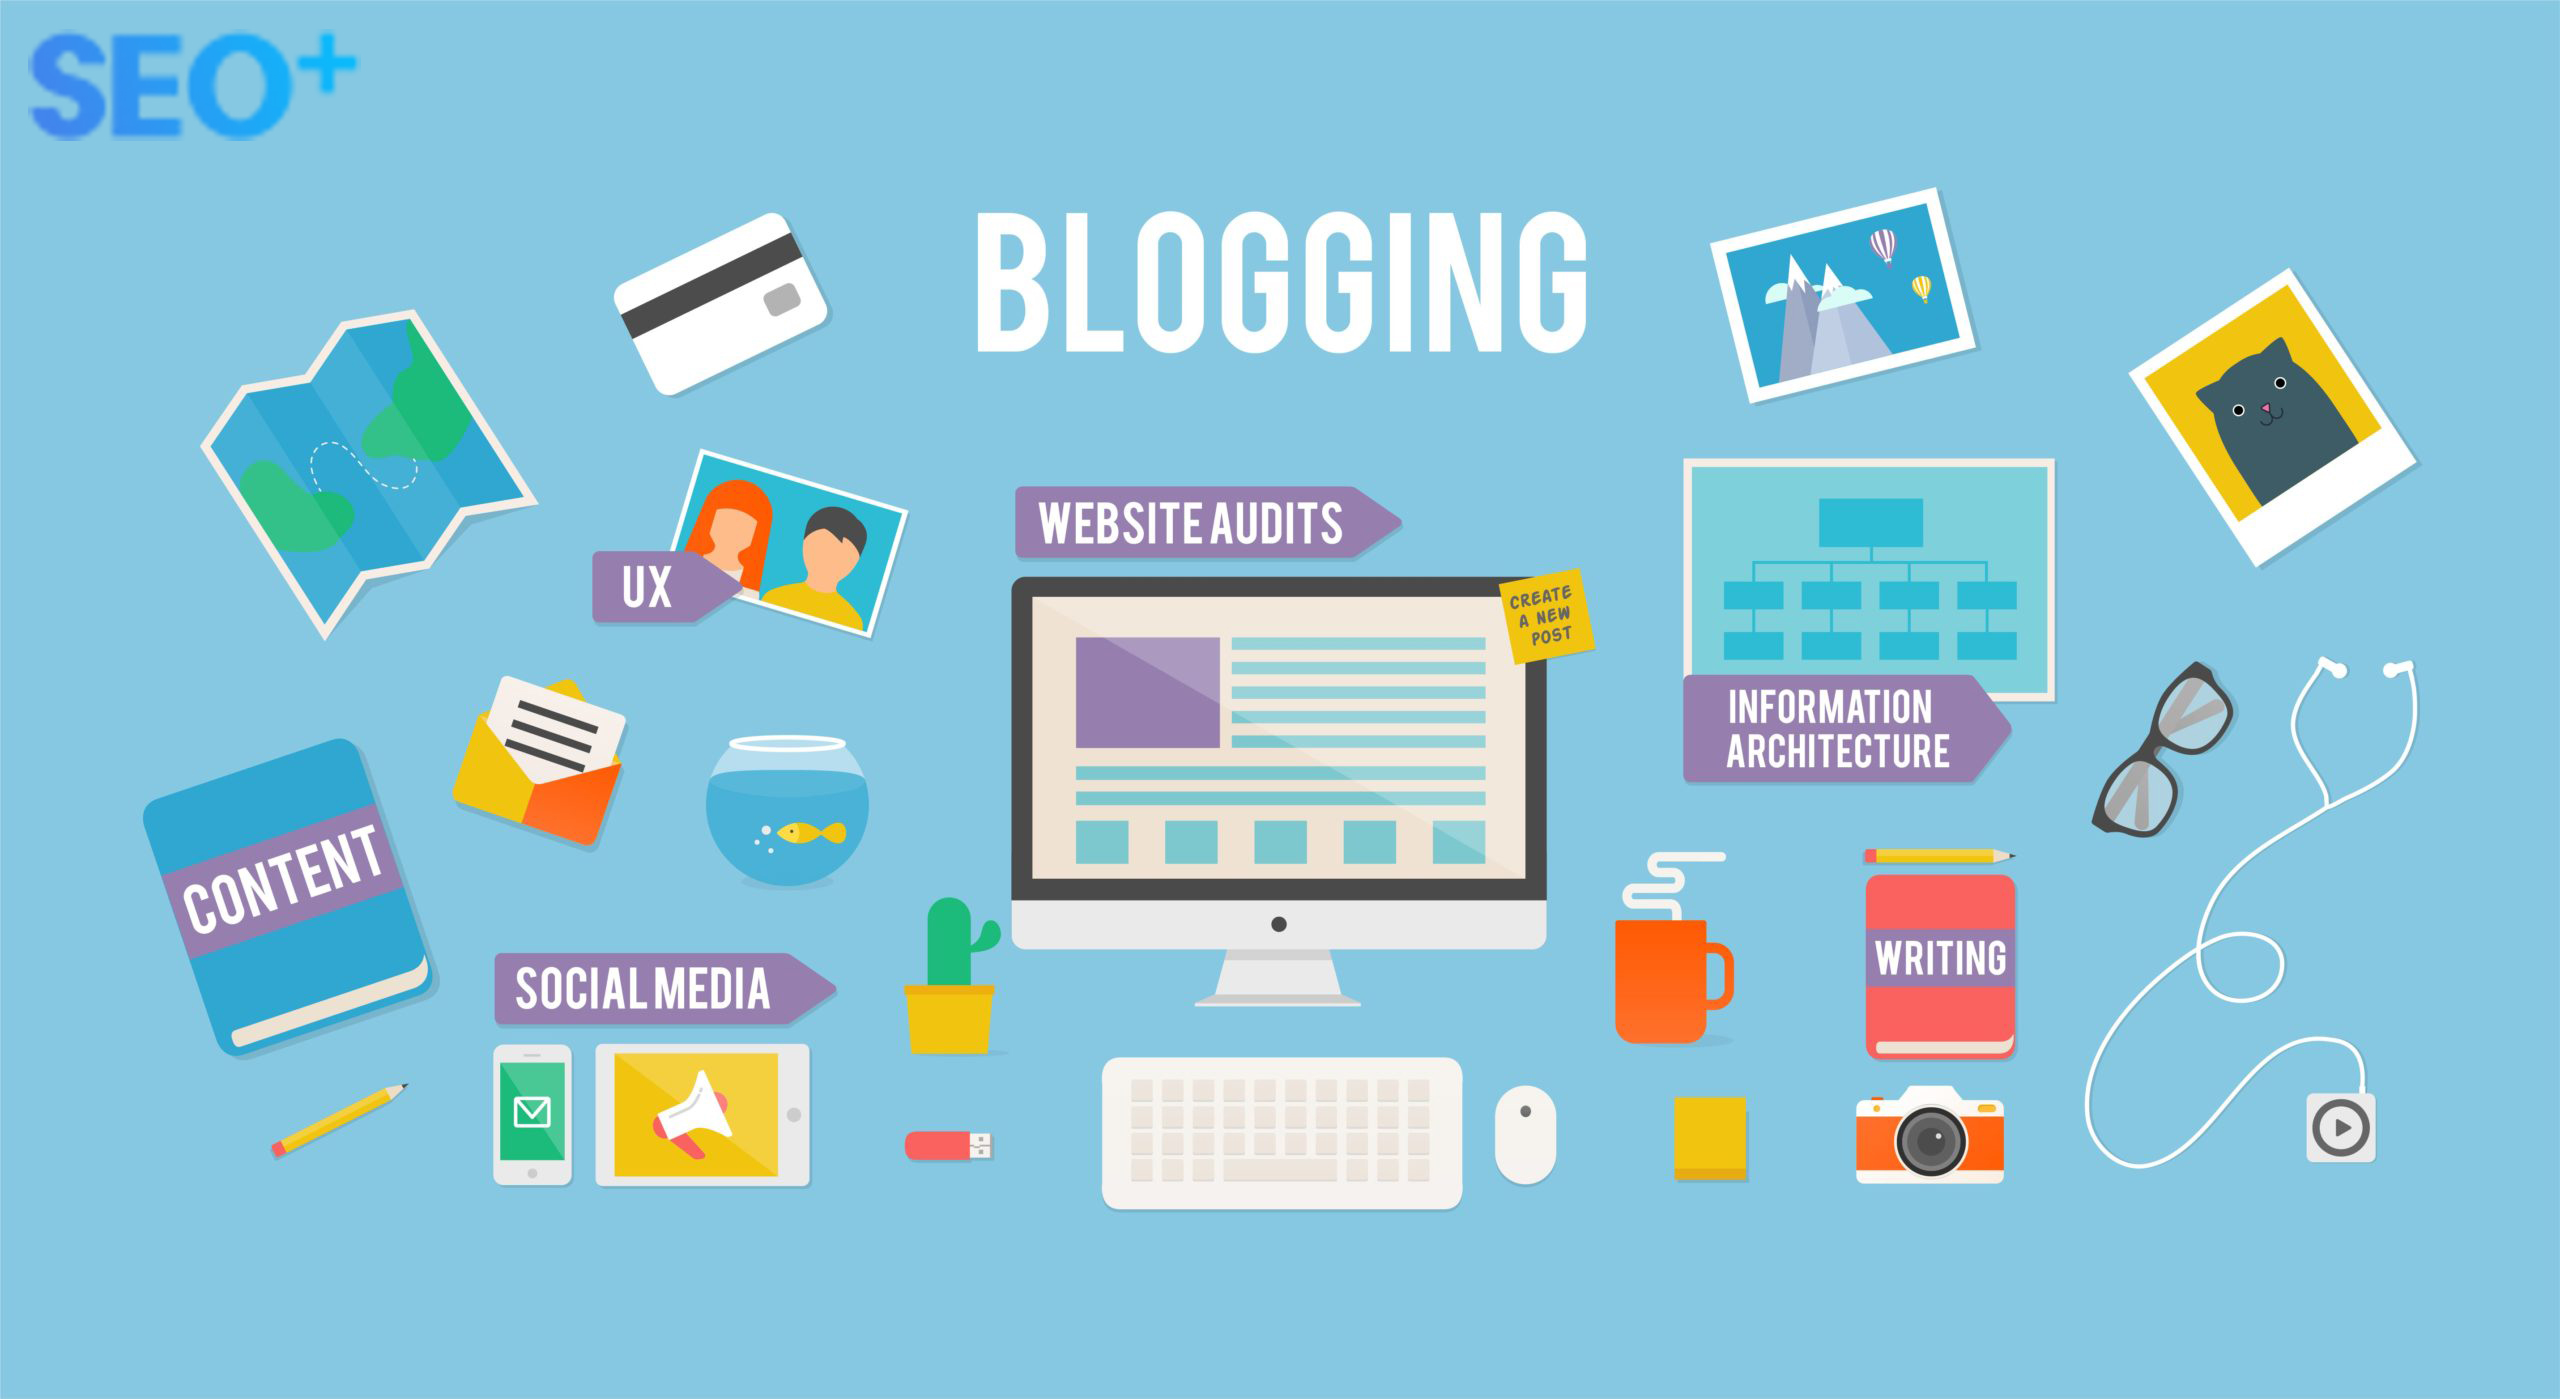 SEO+
BLOGGING
WEBSITE AUDITS
UX
CREATE
A NEW
POST
INFORMATION
ARCHITECTURE
CONTENT
SOCIAL MEDIA
WRITING